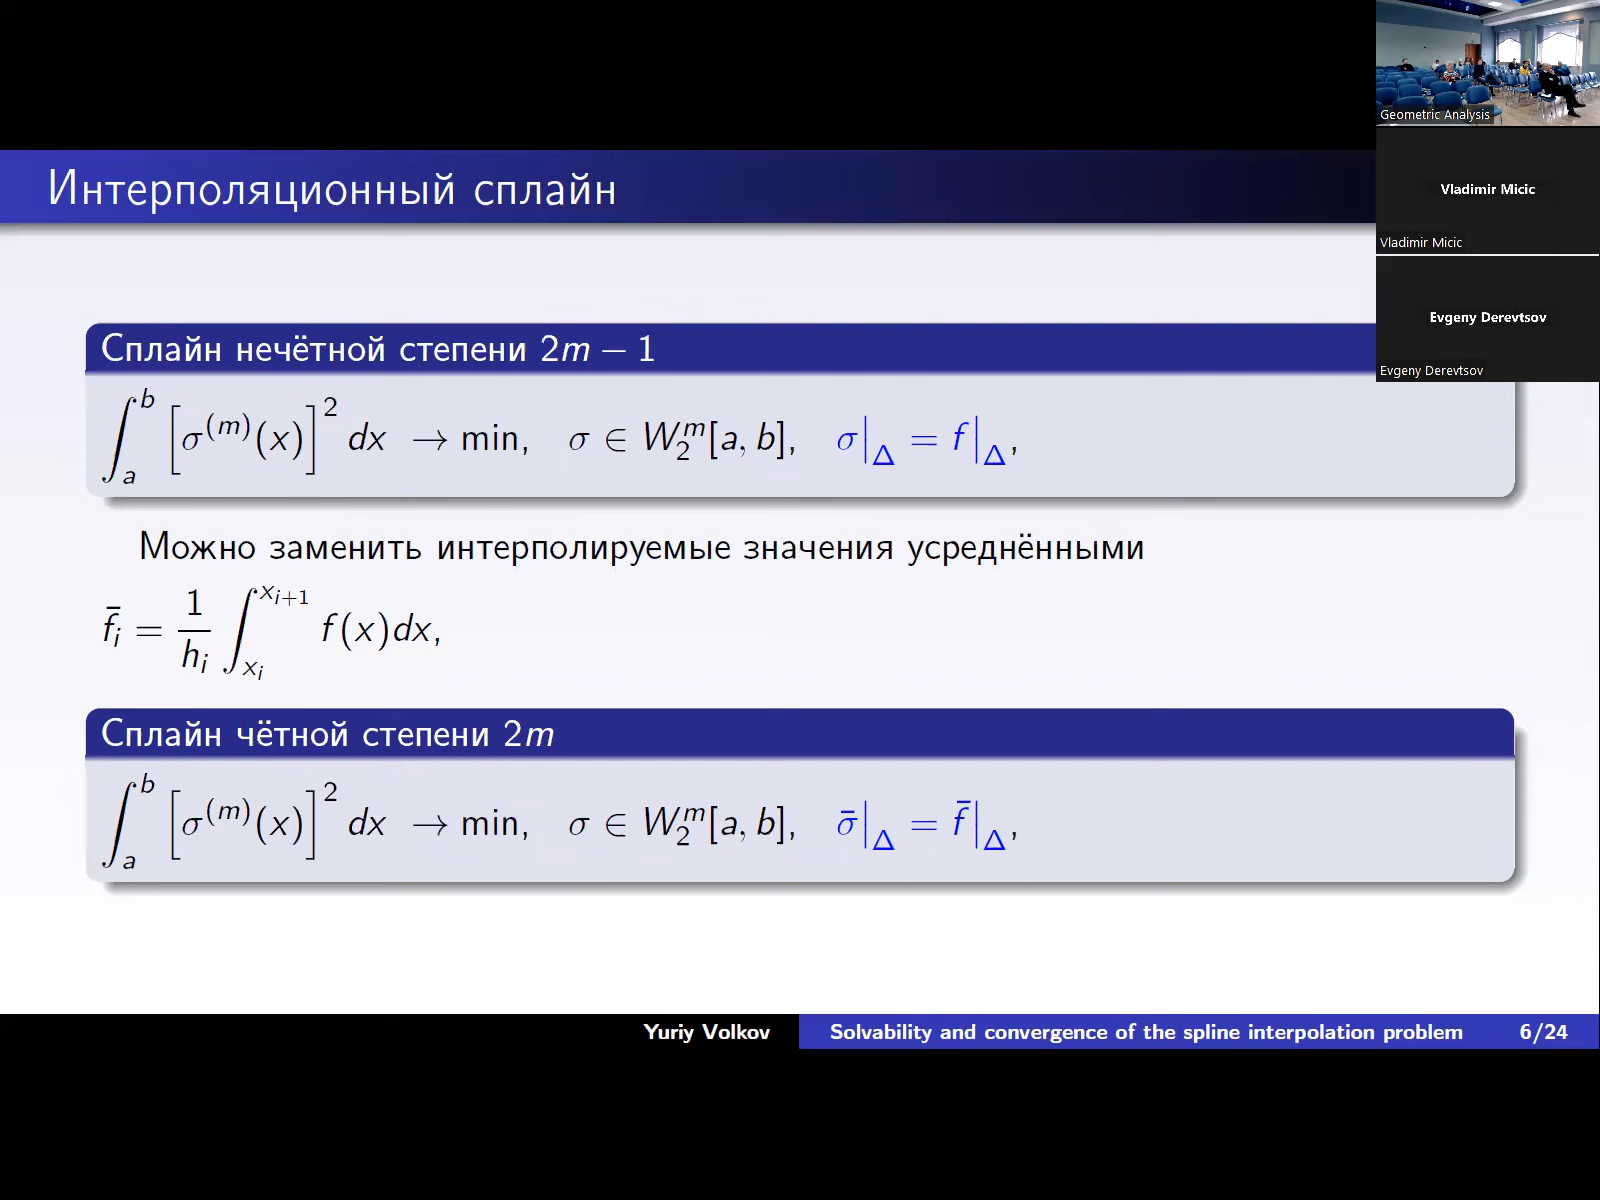 Интерполяционный сплайн
Сплайн нечётной степени 2m − 1
∫_a^b [σ^(m)(x)]^2 dx → min, σ ∈ W_2^m[a, b], σ|_Δ = f|_Δ,
Можно заменить интерполируемые значения усреднёнными
f̄_i = 1/h_i ∫_{x_i}^{x_{i+1}} f(x)dx,
Сплайн чётной степени 2m
∫_a^b [σ^(m)(x)]^2 dx → min, σ ∈ W_2^m[a, b], σ̄|_Δ = f̄|_Δ,
Yuriy Volkov Solvability and convergence of the spline interpolation problem 6/24
Geometric Analysis
Vladimir Micic
Vladimir Micic
Evgeny Derevtsov
Evgeny Derevtsov